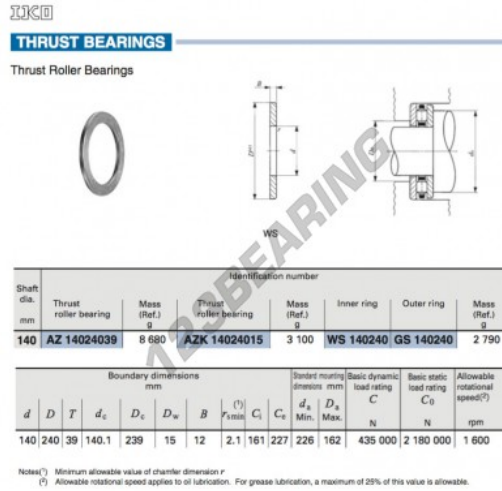 IKO
THRUST BEARINGS
Thrust Roller Bearings
B
r
D
d
WS
123BEARING
Identification number
Shaft dia. mm | Thrust roller bearing | Mass (Ref.) g | Thrust roller bearing | Mass (Ref.) g | Inner ring | Outer ring | Mass (Ref.) g
140 AZ 14024039 8 680 AZK 14024015 3 100 WS 140240 GS 140240 2 790
Boundary dimensions mm | Standard mounting dimensions mm | Basic dynamic load rating C N | Basic static load rating C₀ N | Allowable rotational speed(²) rpm
d D T dc Dc Dw B rs min(¹) Ci Ce da Min. Da Max.
140 240 39 140.1 239 15 12 2.1 161 227 226 162 435 000 2 180 000 1 600
Notes(¹) Minimum allowable value of chamfer dimension r
(²) Allowable rotational speed applies to oil lubrication. For grease lubrication, a maximum of 25% of this value is allowable.